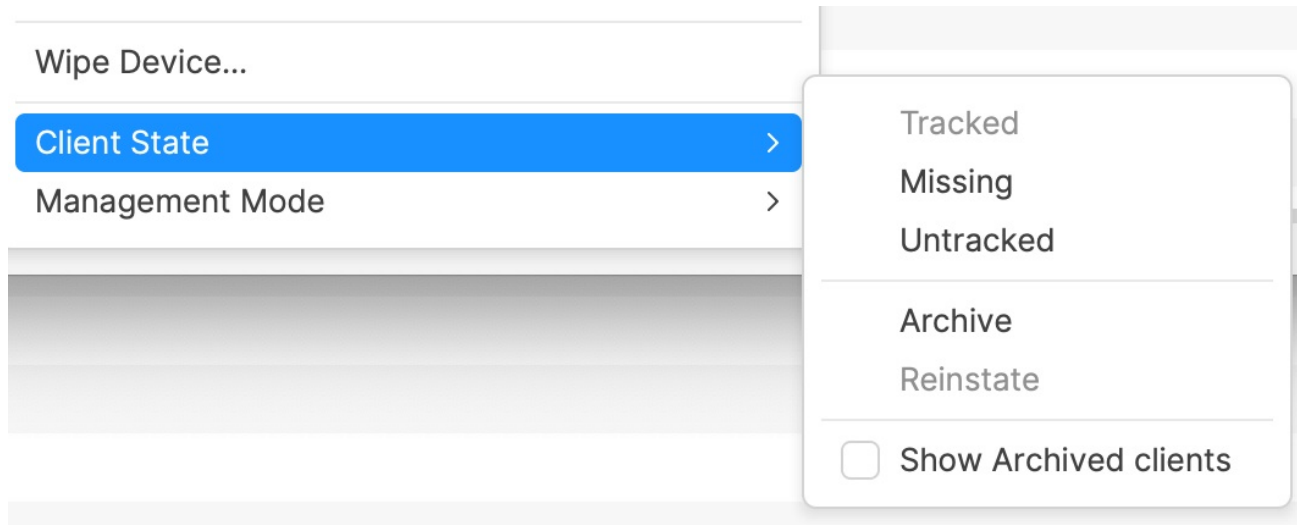 Wipe Device...
Client State
Management Mode
Tracked
Missing
Untracked
Archive
Reinstate
Show Archived clients